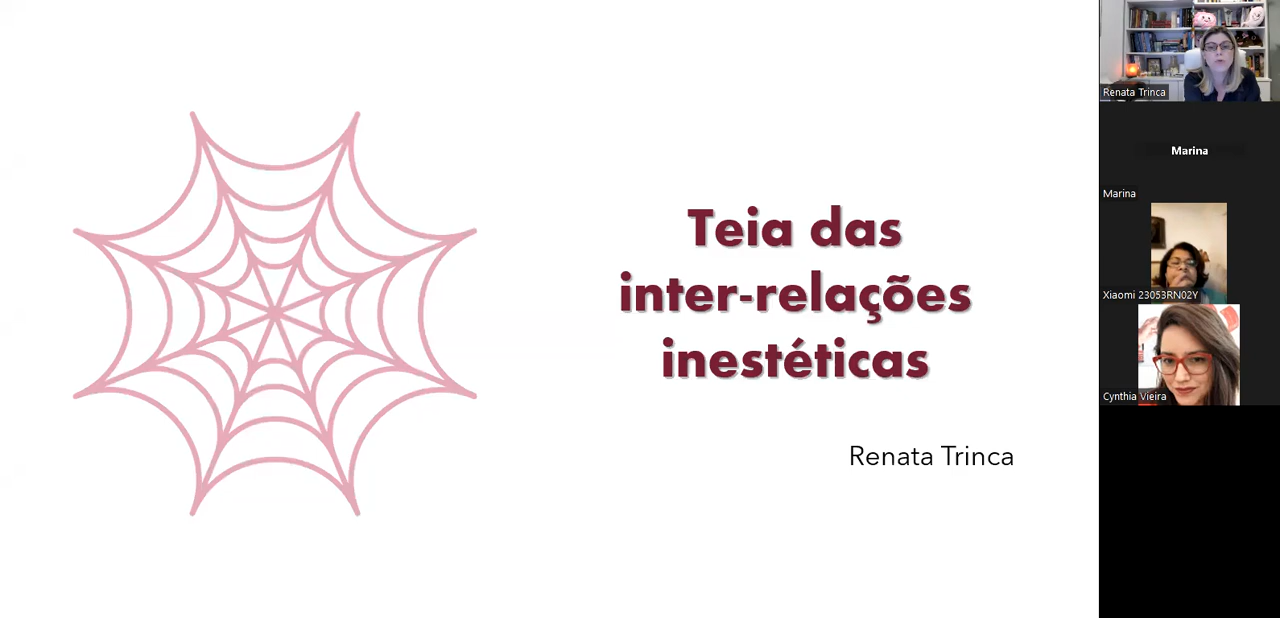 Teia das
inter-relações
inestéticas
Renata Trinca
Renata Trinca
Marina
Marina
Xiaomi 23053RN02Y
Cynthia Vieira